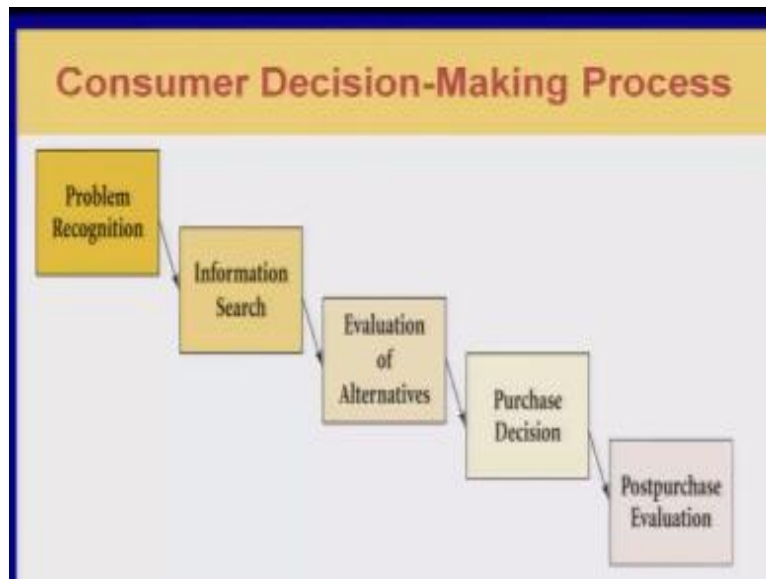 Consumer Decision-Making Process
Problem
Recognition
Information
Search
Evaluation
of
Alternatives
Purchase
Decision
Postpurchase
Evaluation